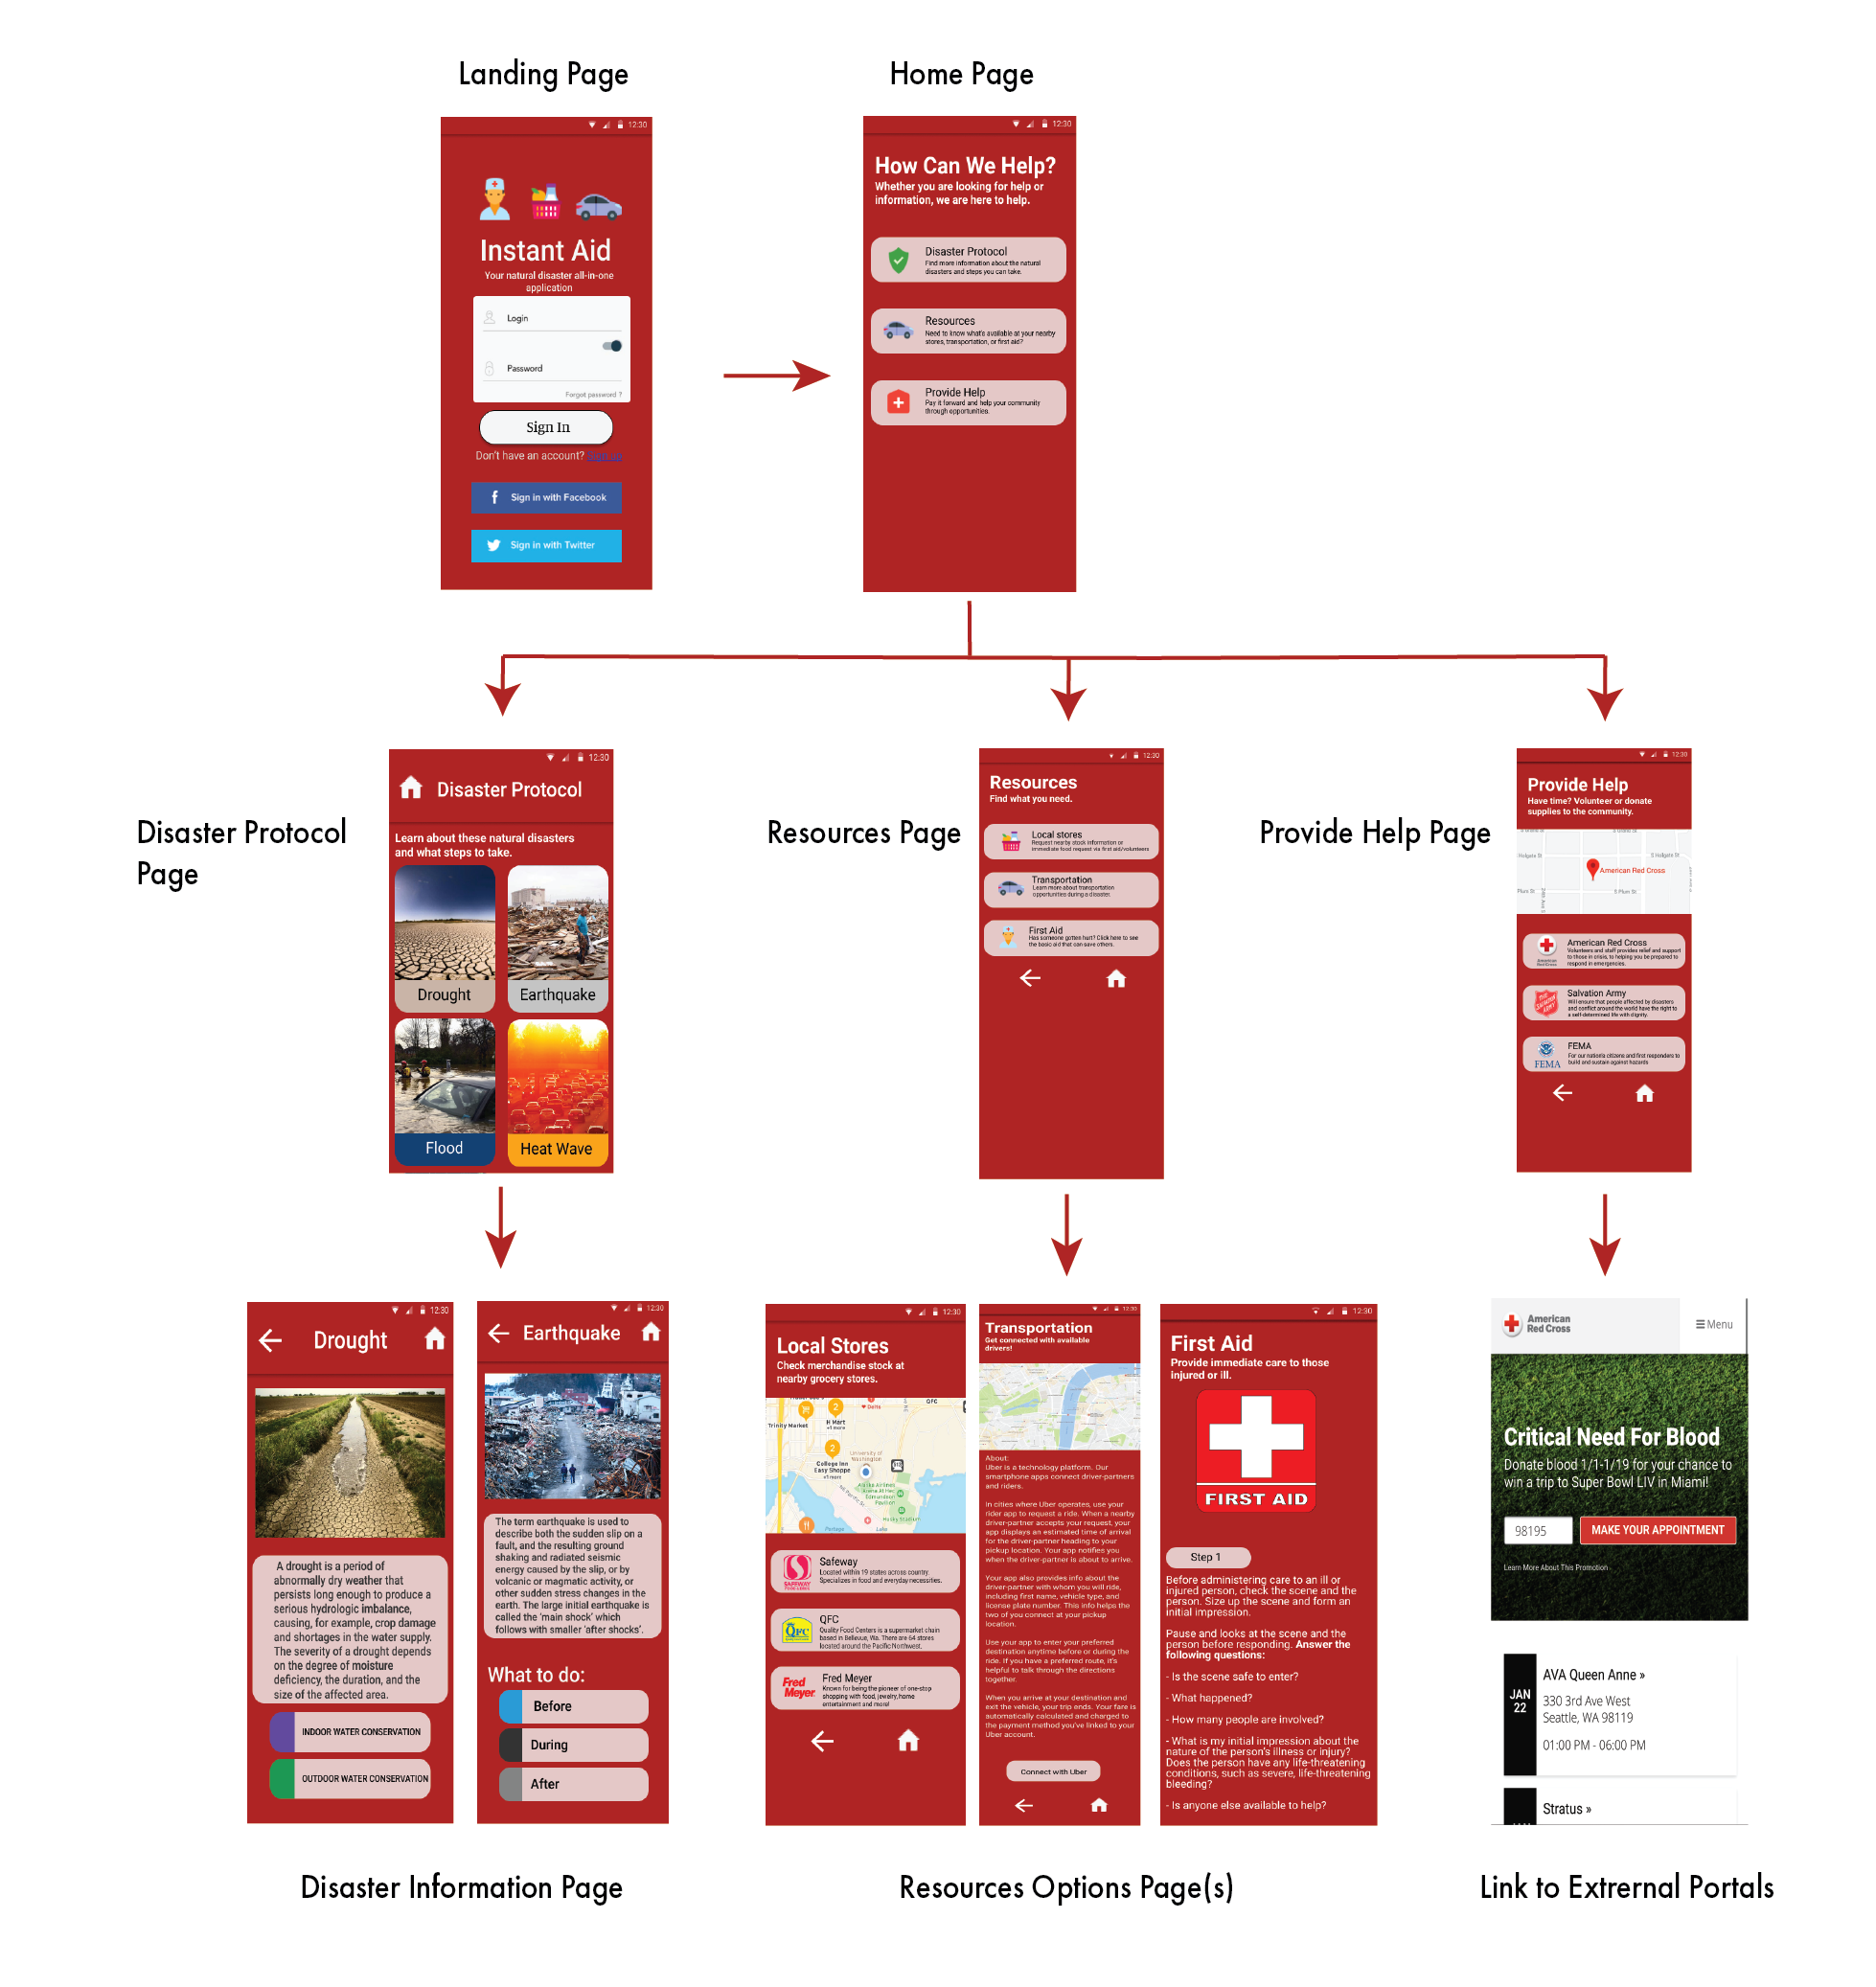 Landing Page
Home Page
12:30
Instant Aid
Your natural disaster all-in-one
application
Login
Password
Forgot password ?
Sign In
Don't have an account?
Sign in with Facebook
Sign in with Twitter
12:30
How Can We Help?
Whether you are looking for help or
information, we are here to help.
Disaster Protocol
Find more information about the natural
disasters and steps you can take.
Resources
Need to know what's available at your nearby
stores, transportation, or first aid?
Provide Help
Pay it forward and help your community
through opportunities.
Disaster Protocol
Page
12:30
Disaster Protocol
Learn about these natural disasters
and what steps to take.
Drought
Earthquake
Flood
Heat Wave
Resources Page
12:30
Resources
Find what you need.
Local stores
Request nearby stock information or
immediate food request via first aid/volunteers
Transportation
Learn more about transportation
opportunities during a disaster.
First Aid
Has someone gotten hurt? Click here to see
the basic aid that can save others.
Provide Help Page
12:30
Provide Help
Have time? Volunteer or donate
supplies to the community.
S Holgate St
S Holgate St
American Red Cross
Plum St
S Plum St
American Red Cross
Volunteers and staff provides relief and support
to those in crisis, to helping you be prepared to
respond in emergencies.
Salvation Army
Will ensure that people affected by disasters
and conflict around the world have the right to
a self-determined life with dignity.
FEMA
For our nation's citizens and first responders to
build and sustain against hazards
FEMA
12:30
Drought
A drought is a period of
abnormally dry weather that
persists long enough to produce a
serious hydrologic imbalance,
causing, for example, crop damage
and shortages in the water supply.
The severity of a drought depends
on the degree of moisture
deficiency, the duration, and the
size of the affected area.
INDOOR WATER CONSERVATION
OUTDOOR WATER CONSERVATION
12:30
Earthquake
The term earthquake is used to
describe both the sudden slip on a
fault, and the resulting ground
shaking and radiated seismic
energy caused by the slip, or by
volcanic or magmatic activity, or
other sudden stress changes in the
earth. The large initial earthquake is
called the 'main shock' which
follows with smaller 'after shocks'.
What to do:
Before
During
After
Disaster Information Page
12:30
Local Stores
Check merchandise stock at
nearby grocery stores.
QFC
Trinity Market
2
H Mart
+1 more
2
College Inn
Easy Shoppe
+1 more
University of
Washington
Portage
Lake
Safeway
Located within 19 states across country.
Specializes in food and everyday necessities.
SAFEWAY
QFC
Quality Food Centers is a supermarket chain
based in Bellevue, Wa. There are 64 stores
located around the Pacific Northwest.
QFC
Fred Meyer
Known for being the pioneer of one-stop
shopping with food, jewelry, home
entertainment and more!
Fred
Meyer
12:30
Transportation
Get connected with available
drivers!
About:
Uber is a technology platform. Our
smartphone apps connect driver-partners
and riders.
In cities where Uber operates, use your
rider app to request a ride. When a nearby
driver-partner accepts your request, your
app displays an estimated time of arrival
for the driver-partner heading to your
pickup location. Your app notifies you
when the driver-partner is about to arrive.
Your app also provides info about the
driver-partner with whom you will ride,
including first name, vehicle type, and
license plate number. This info helps the
two of you connect at your pickup
location.
Use your app to enter your preferred
destination anytime before or during the
ride. If you have a preferred route, it's
helpful to talk through the directions
together.
When you arrive at your destination and
exit the vehicle, your trip ends. Your fare is
automatically calculated and charged to
the payment method you've linked to your
Uber account.
Connect with Uber
12:30
First Aid
Provide immediate care to those
injured or ill.
FIRST AID
Step 1
Before administering care to an ill or
injured person, check the scene and the
person. Size up the scene and form an
initial impression.
Pause and looks at the scene and the
person before responding. Answer the
following questions:
- Is the scene safe to enter?
- What happened?
- How many people are involved?
- What is my initial impression about the
nature of the person's illness or injury?
Does the person have any life-threatening
conditions, such as severe, life-threatening
bleeding?
- Is anyone else available to help?
Resources Options Page(s)
American
Red Cross
Menu
Critical Need For Blood
Donate blood 1/1-1/19 for your chance to
win a trip to Super Bowl LIV in Miami!
98195
MAKE YOUR APPOINTMENT
Learn More About This Promotion
JAN
22
AVA Queen Anne »
330 3rd Ave West
Seattle, WA 98119
01:00 PM - 06:00 PM
Stratus »
Link to Extrernal Portals